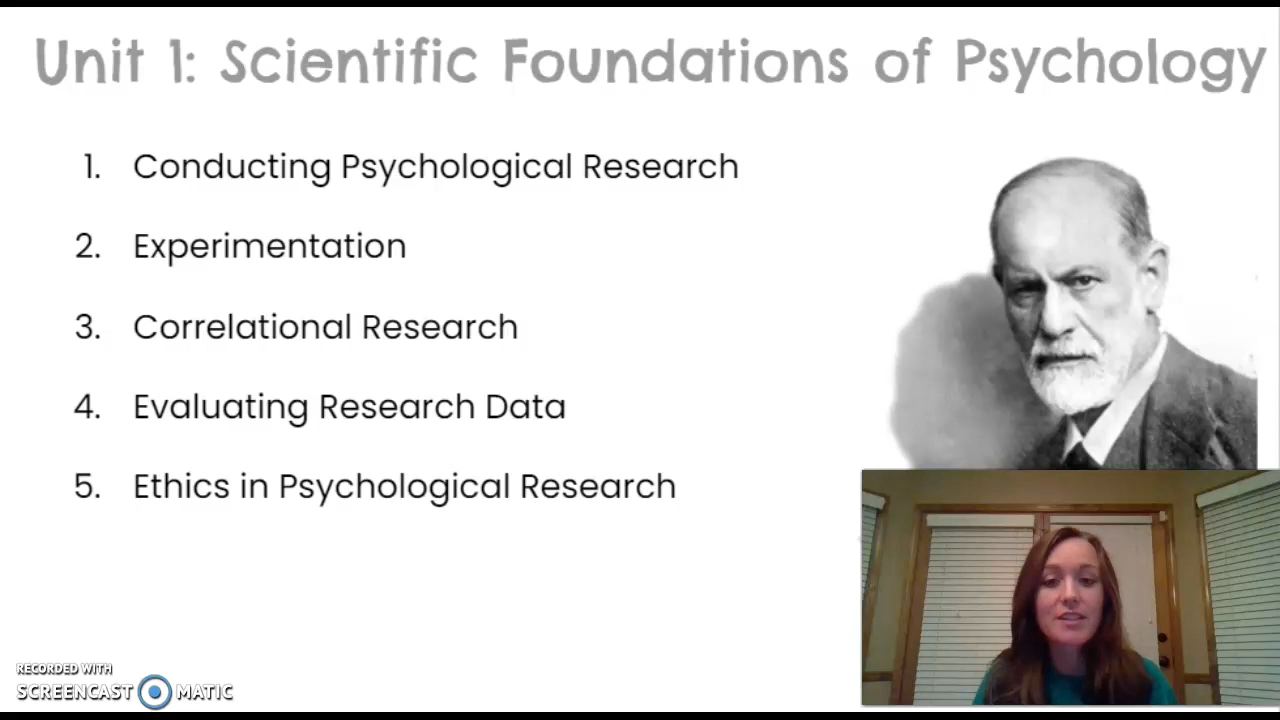 Unit 1: Scientific Foundations of Psychology
1. Conducting Psychological Research
2. Experimentation
3. Correlational Research
4. Evaluating Research Data
5. Ethics in Psychological Research
RECORDED WITH
SCREENCAST MATIC